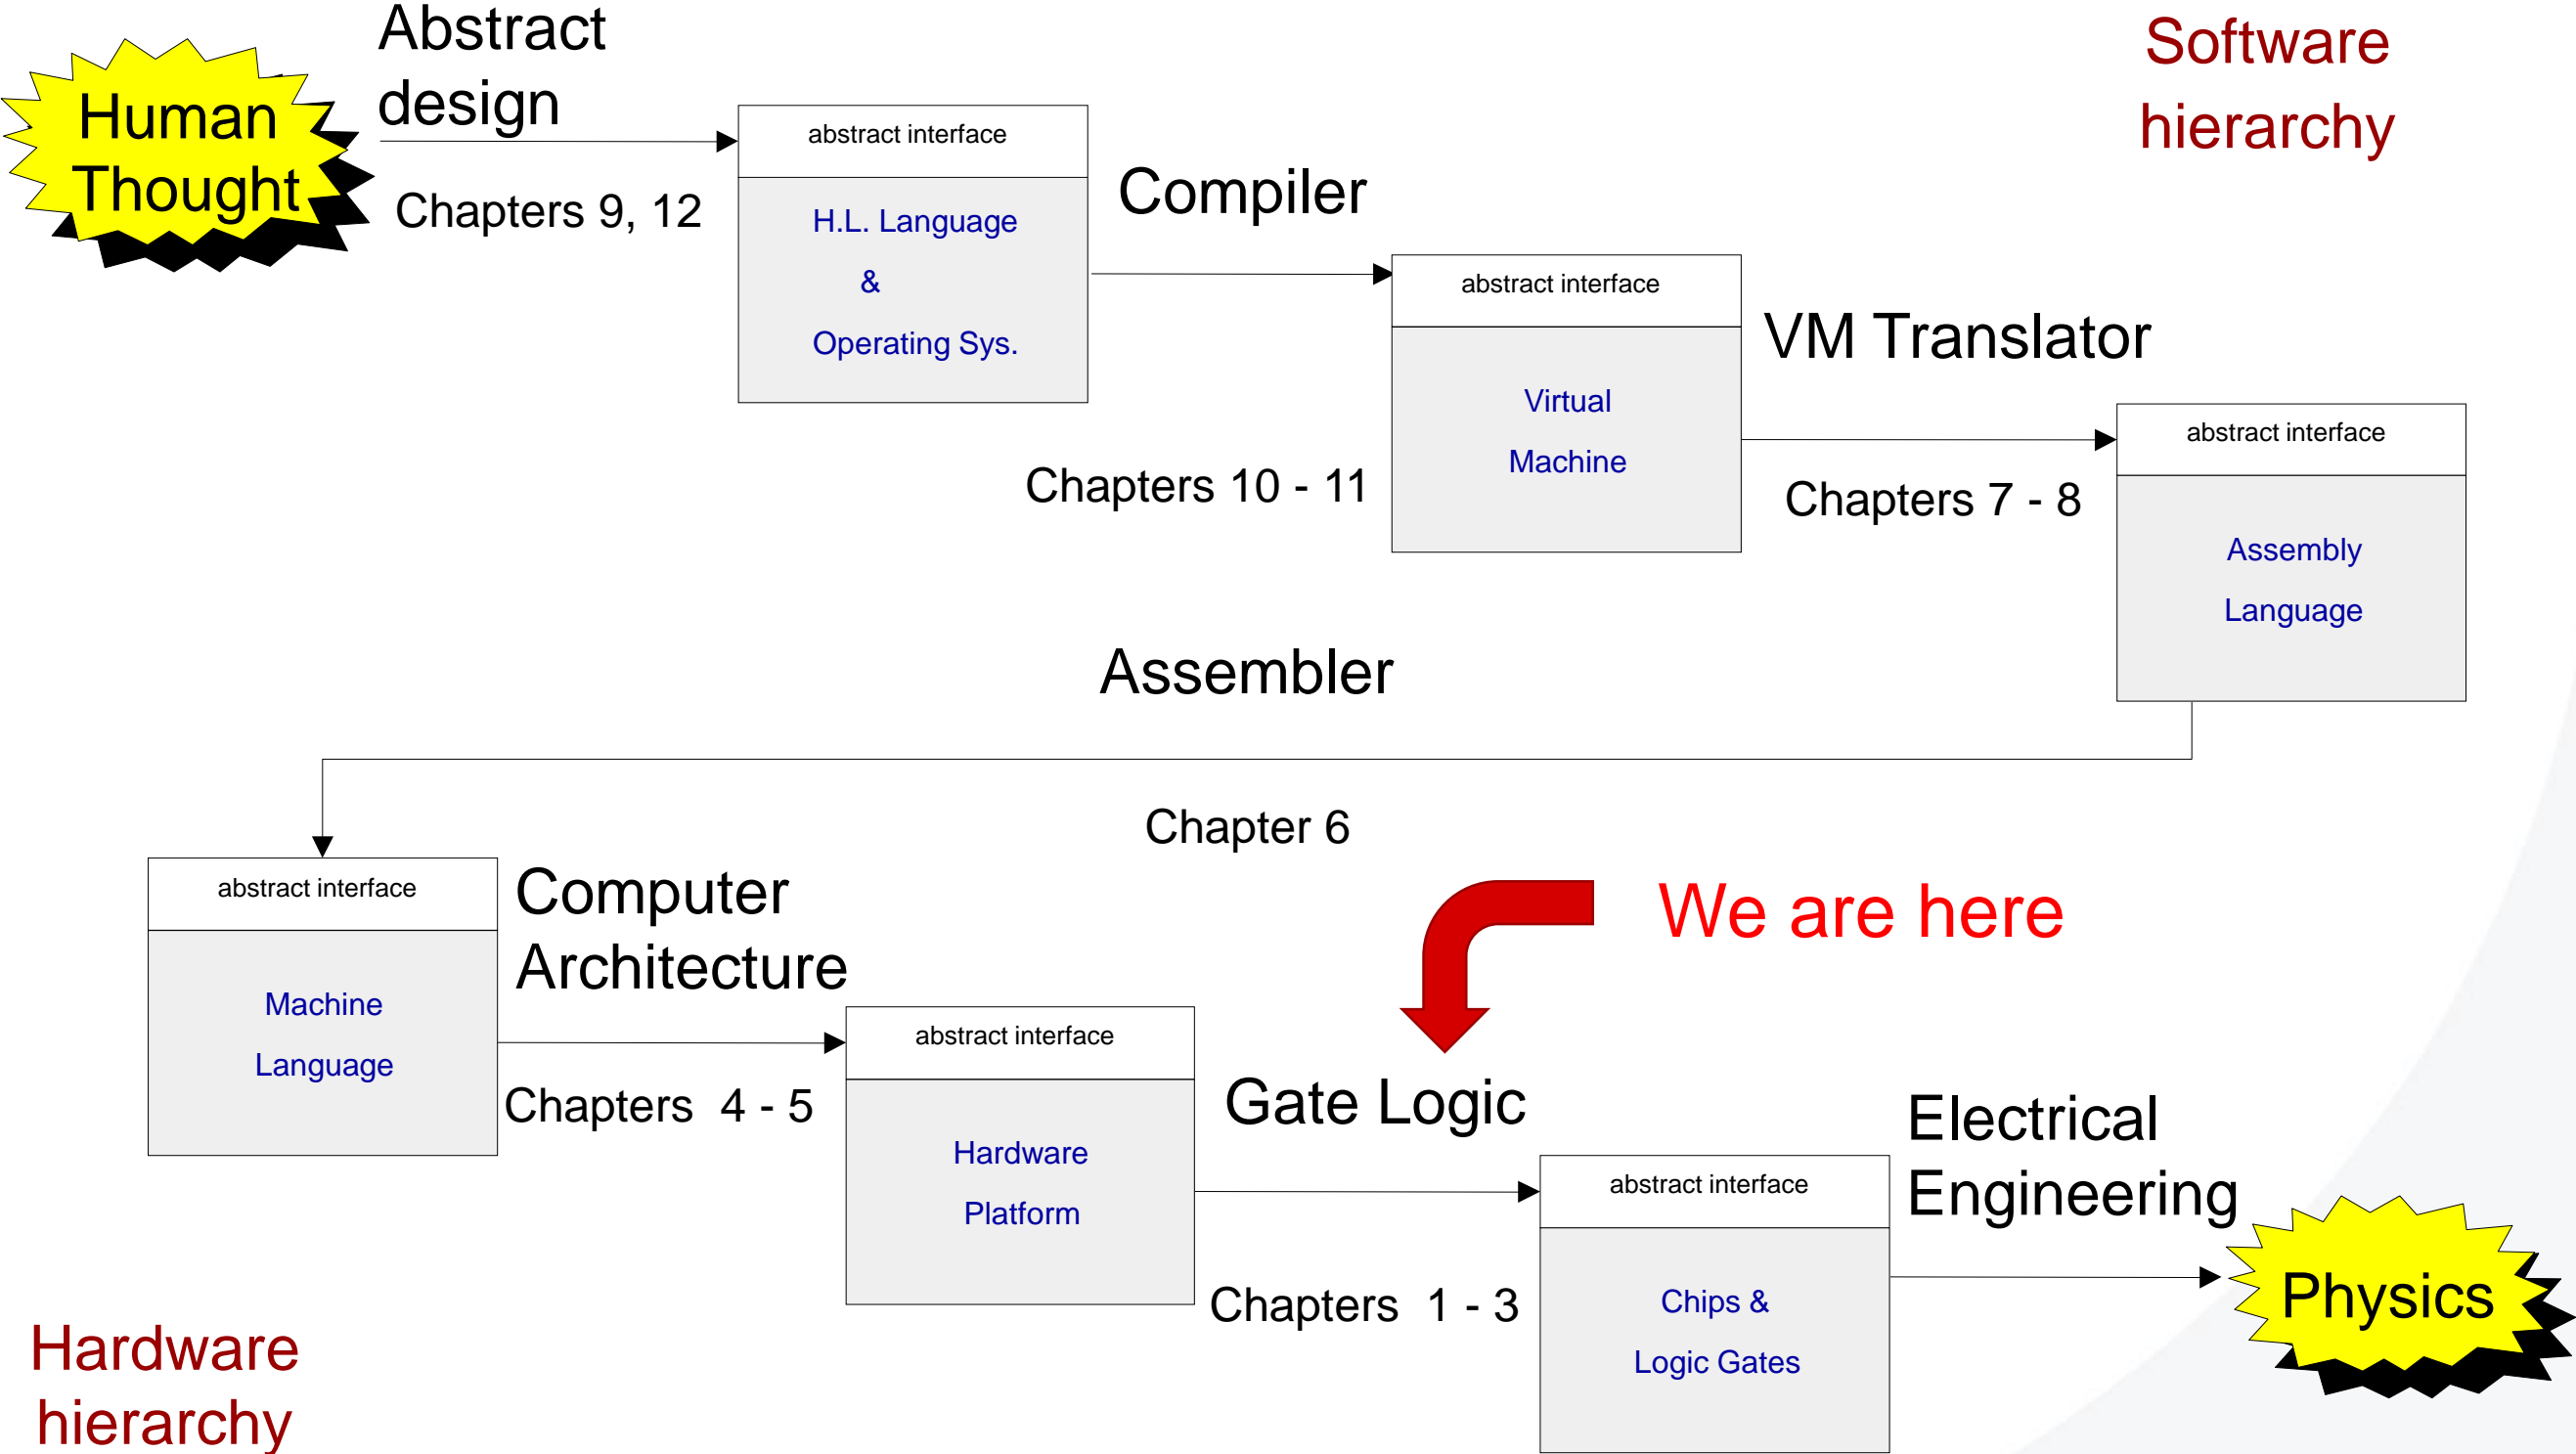 Human
Thought
Abstract
design
Chapters 9, 12
abstract interface
H.L. Language
&
Operating Sys.
Compiler
Chapters 10 - 11
abstract interface
Virtual
Machine
VM Translator
Chapters 7 - 8
abstract interface
Assembly
Language
Software
hierarchy
Assembler
Chapter 6
abstract interface
Machine
Language
Computer
Architecture
Chapters 4 - 5
abstract interface
Hardware
Platform
We are here
Gate Logic
Chapters 1 - 3
abstract interface
Chips &
Logic Gates
Electrical
Engineering
Physics
Hardware
hierarchy